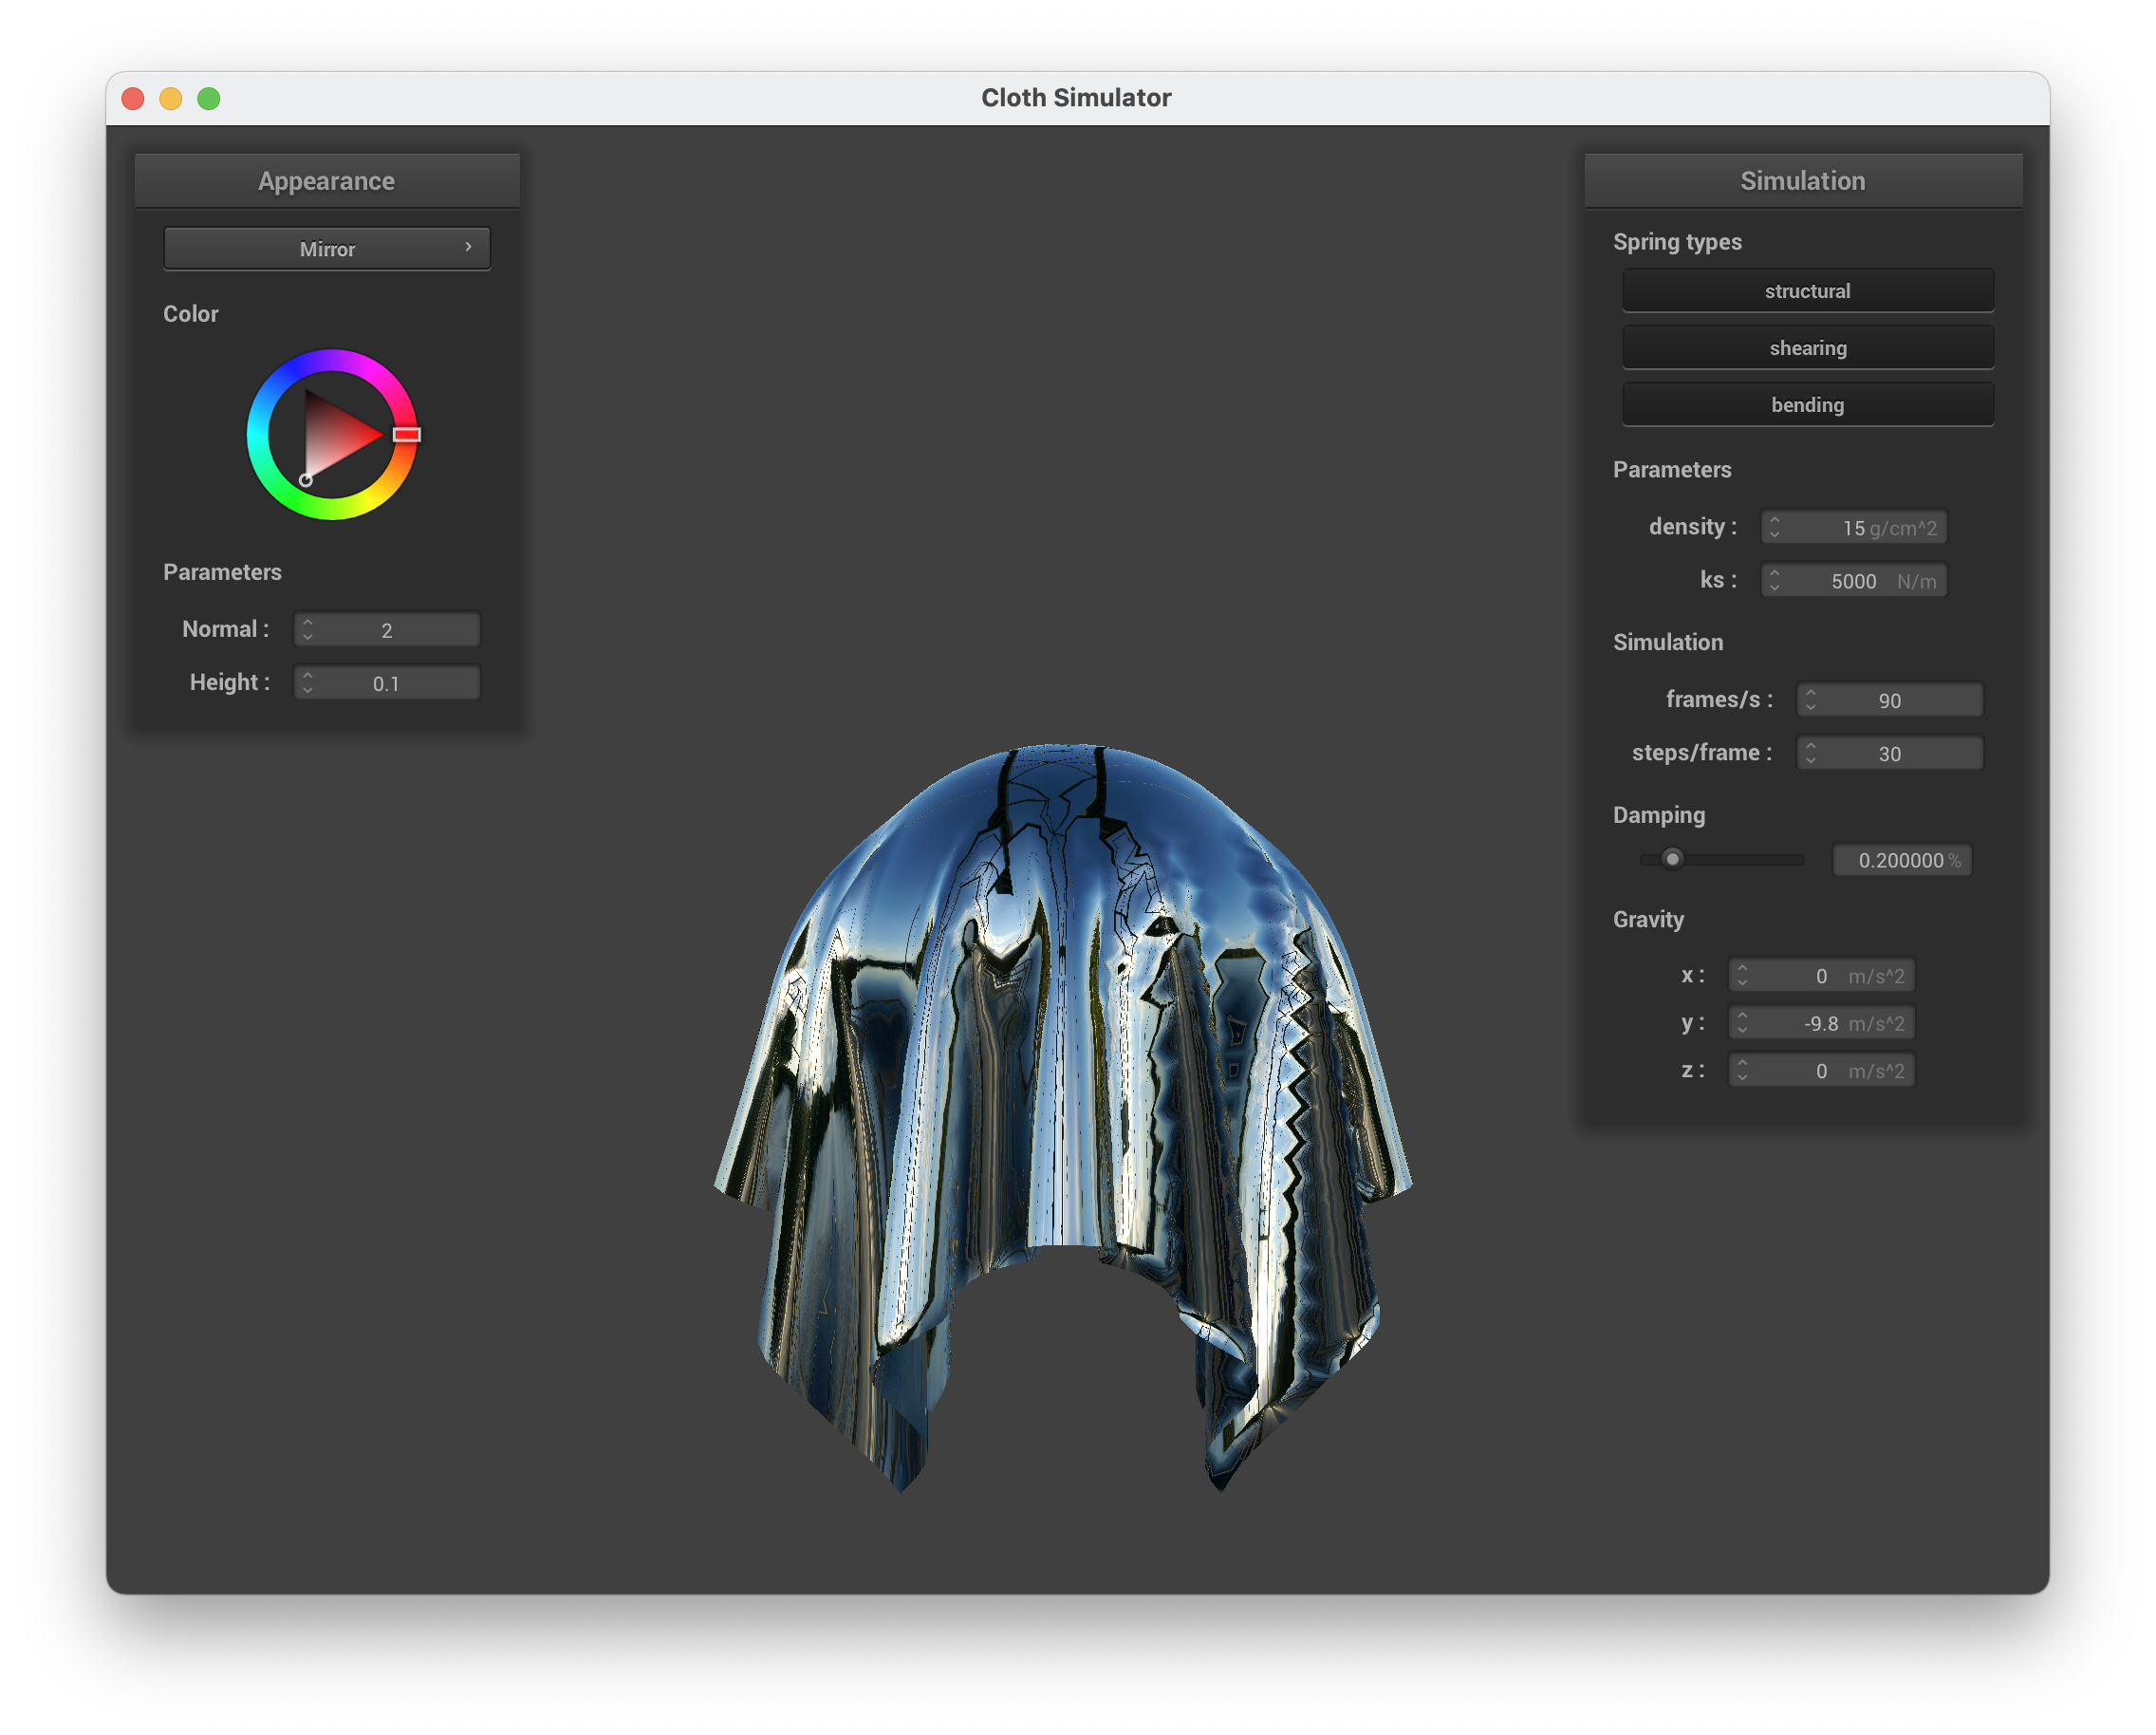 Cloth Simulator
Appearance
Mirror
Color
Parameters
Normal : 2
Height : 0.1
Simulation
Spring types
structural
shearing
bending
Parameters
density : 15 g/cm^2
ks : 5000 N/m
Simulation
frames/s : 90
steps/frame : 30
Damping
0.200000 %
Gravity
x : 0 m/s^2
y : -9.8 m/s^2
z : 0 m/s^2